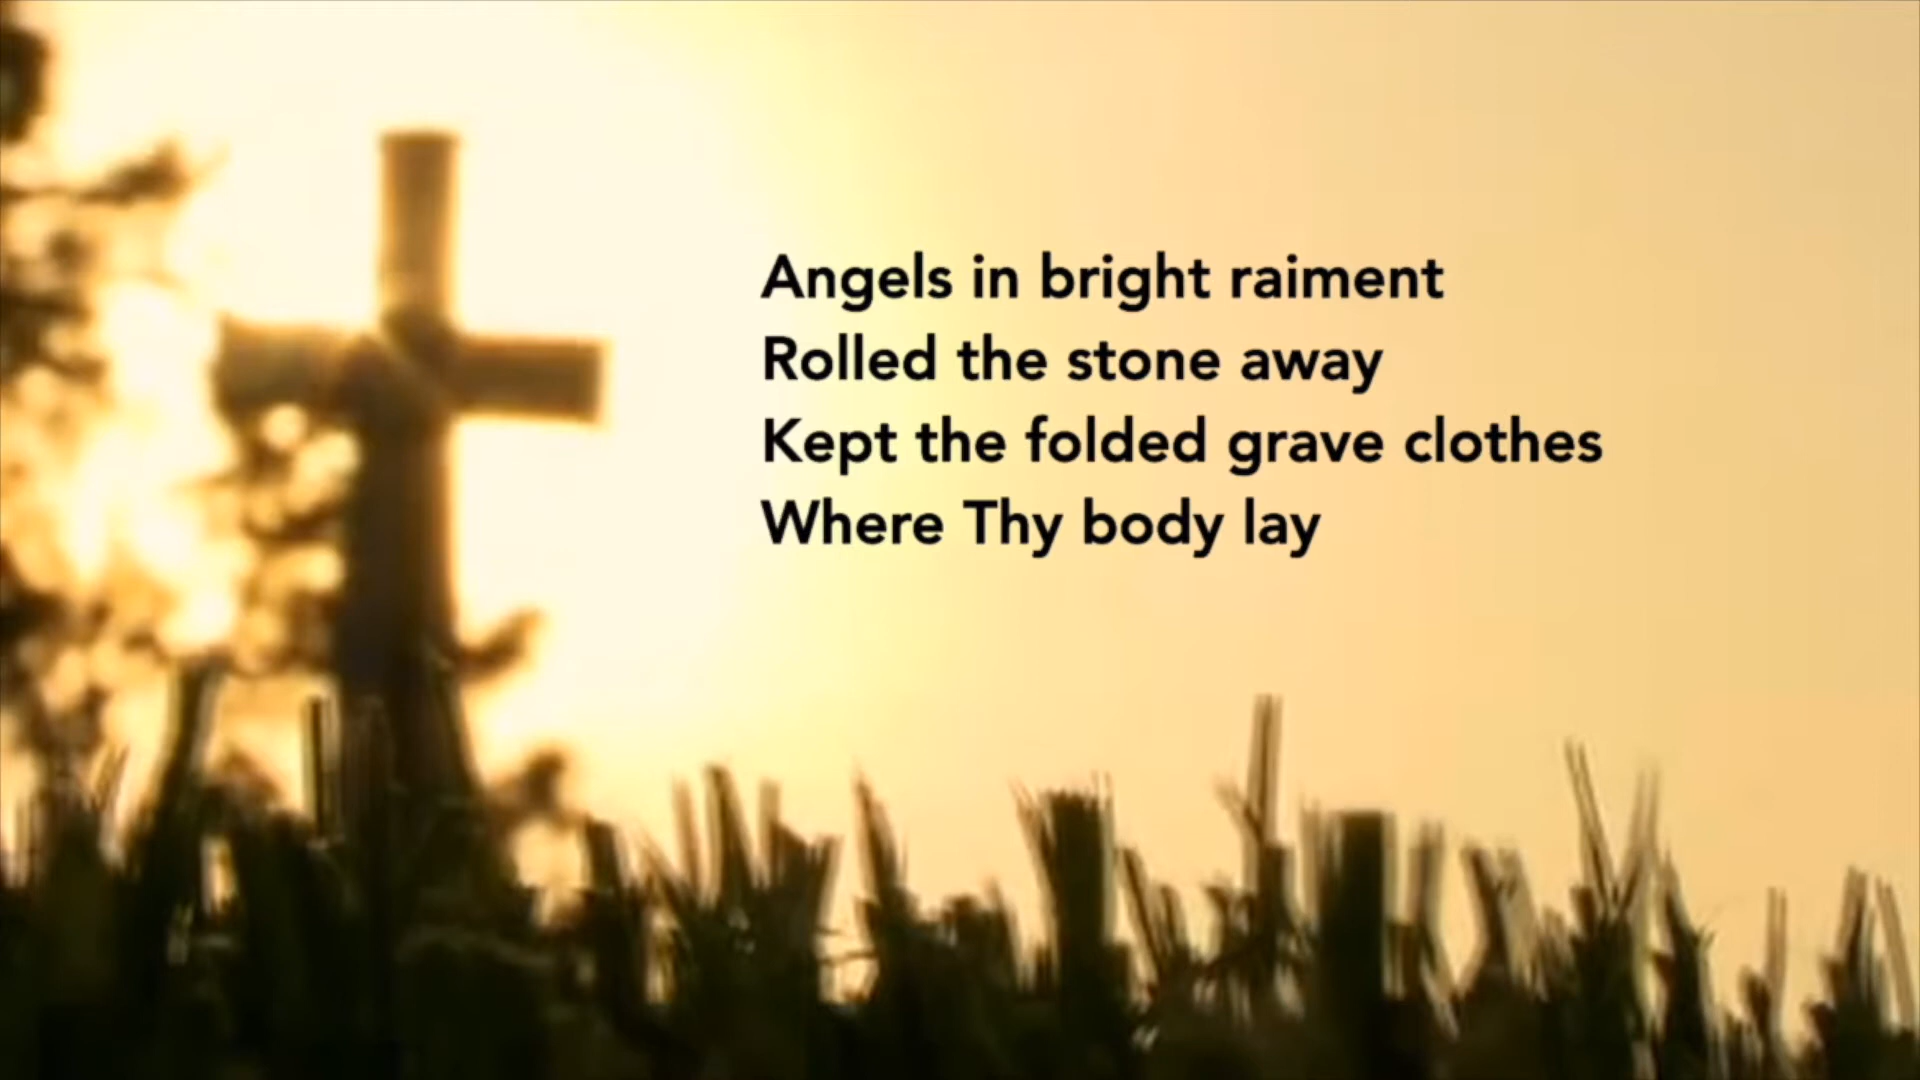 Angels in bright raiment
Rolled the stone away
Kept the folded grave clothes
Where Thy body lay